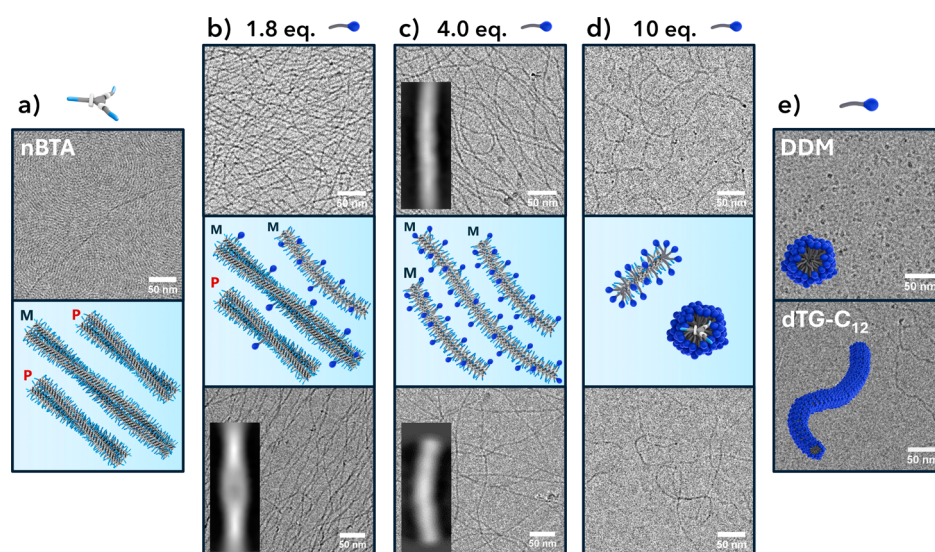 a)
nBTA
50 nm
M
P
P
b) 1.8 eq.
50 nm
M
M
P
50 nm
c) 4.0 eq.
50 nm
M
M
M
50 nm
d) 10 eq.
50 nm
50 nm
e)
DDM
50 nm
dTG-C₁₂
50 nm